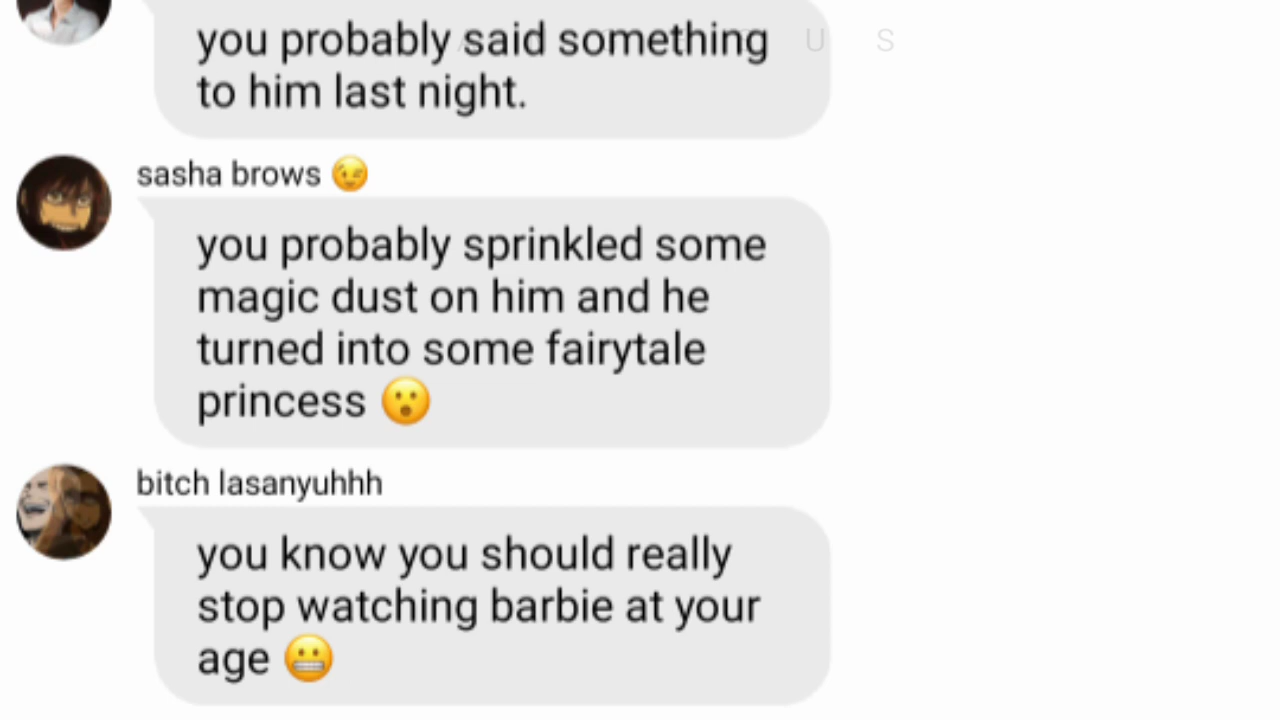 you probably said something
to him last night.
U S
sasha brows 😉
you probably sprinkled some
magic dust on him and he
turned into some fairytale
princess 😮
bitch lasanyuhhh
you know you should really
stop watching barbie at your
age 😬